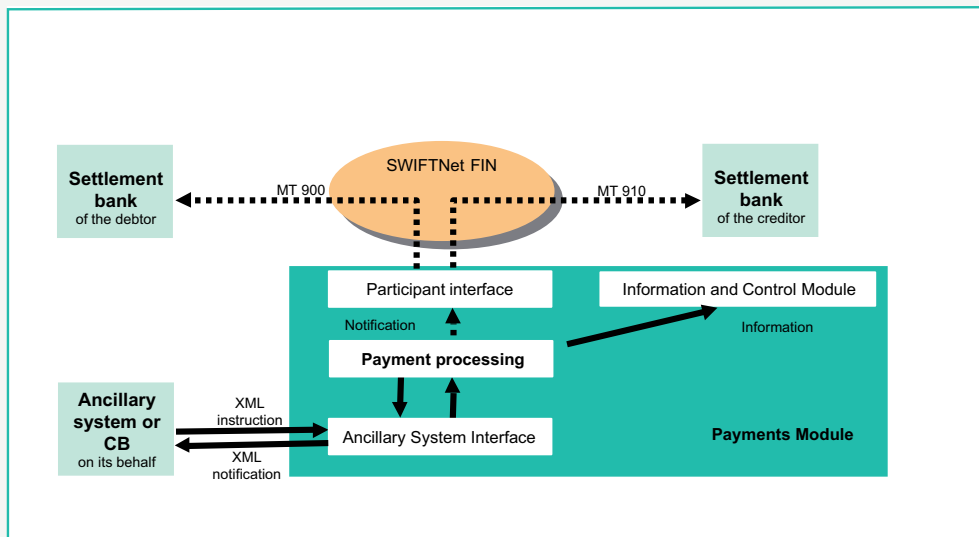 SWIFTNet FIN
Settlement
bank
of the debtor
MT 900
MT 910
Settlement
bank
of the creditor
Participant interface
Information and Control Module
Notification
Information
Payment processing
Ancillary
system or
CB
on its behalf
XML
instruction
XML
notification
Ancillary System Interface
Payments Module